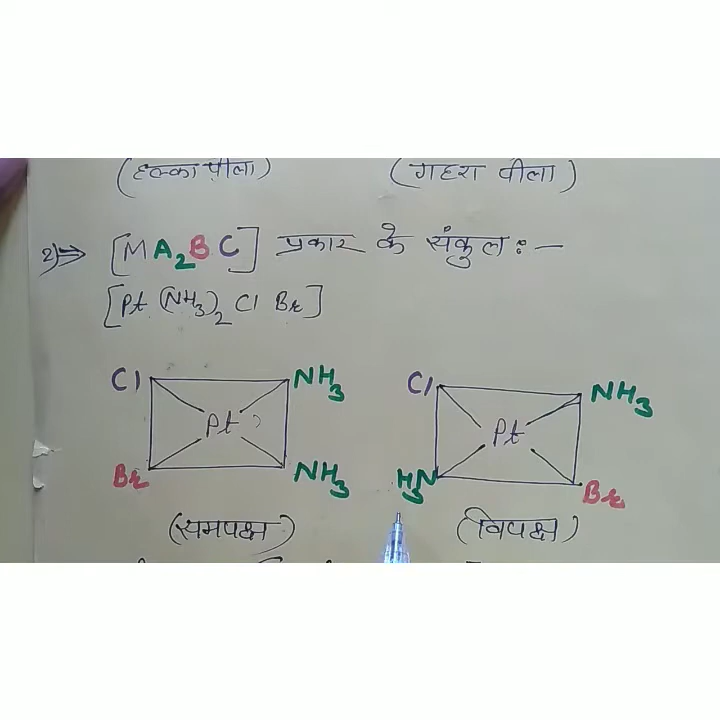 (हल्का पीला) (गहरा पीला)
2)⇒ [MA₂BC] प्रकार के संकुल:-
[Pt(NH₃)₂ Cl Br]
Cl NH₃ Cl NH₃
Pt Pt
Br NH₃ H₃N Br
(समपक्ष) (विपक्ष)